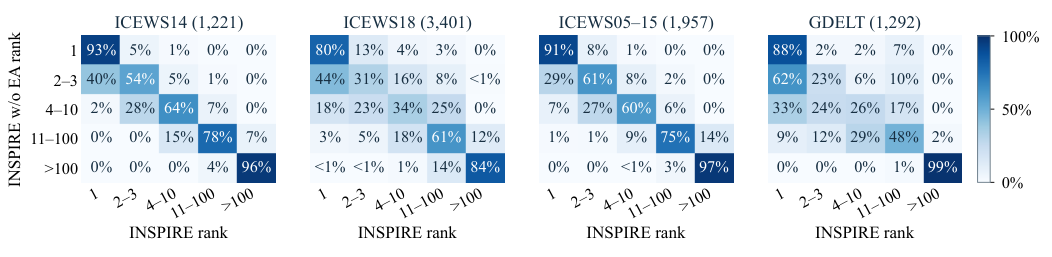 ICEWS14 (1,221) ICEWS18 (3,401) ICEWS05–15 (1,957) GDELT (1,292)
INSPIRE w/o EA rank
1 93% 5% 1% 0% 0% 80% 13% 4% 3% 0% 91% 8% 1% 0% 0% 88% 2% 2% 7% 0% 100%
2–3 40% 54% 5% 1% 0% 44% 31% 16% 8% <1% 29% 61% 8% 2% 0% 62% 23% 6% 10% 0%
4–10 2% 28% 64% 7% 0% 18% 23% 34% 25% 0% 7% 27% 60% 6% 0% 33% 24% 26% 17% 0% 50%
11–100 0% 0% 15% 78% 7% 3% 5% 18% 61% 12% 1% 1% 9% 75% 14% 9% 12% 29% 48% 2%
>100 0% 0% 0% 4% 96% <1% <1% 1% 14% 84% 0% 0% <1% 3% 97% 0% 0% 0% 1% 99% 0%
1 2–3 4–10 11–100 >100 1 2–3 4–10 11–100 >100 1 2–3 4–10 11–100 >100 1 2–3 4–10 11–100 >100
INSPIRE rank INSPIRE rank INSPIRE rank INSPIRE rank